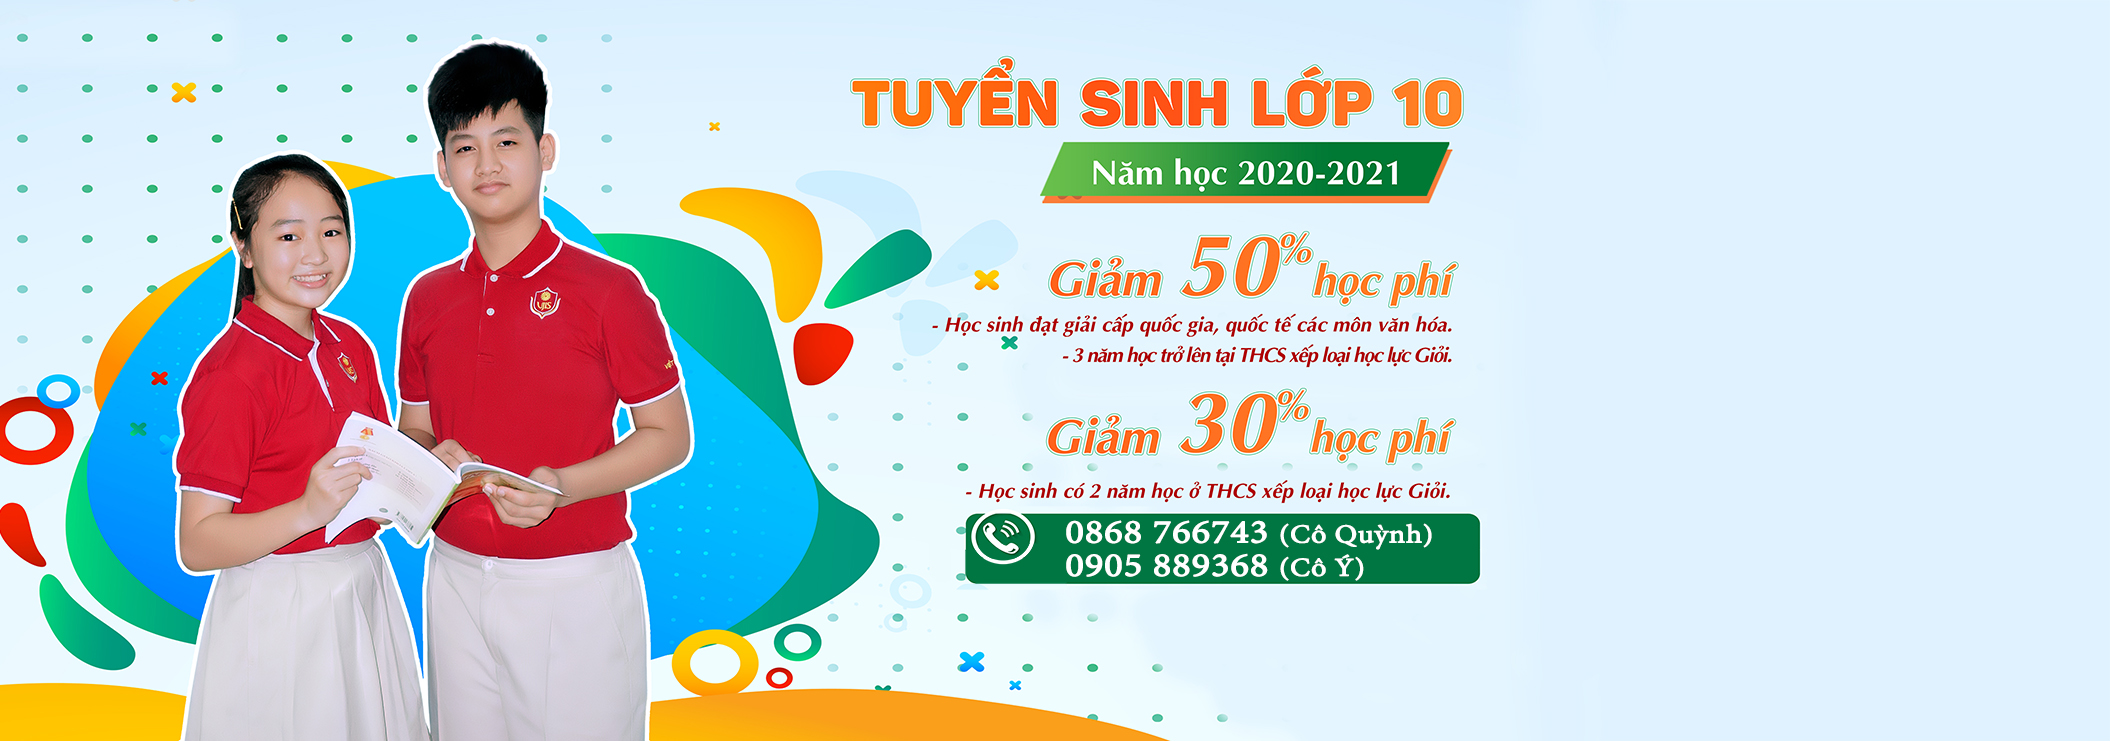 TUYỂN SINH LỚP 10
Năm học 2020-2021
Giảm 50% học phí
- Học sinh đạt giải cấp quốc gia, quốc tế các môn văn hóa.
- 3 năm học trở lên tại THCS xếp loại học lực Giỏi.
Giảm 30% học phí
- Học sinh có 2 năm học ở THCS xếp loại học lực Giỏi.
0868 766743 (Cô Quỳnh)
0905 889368 (Cô Ý)